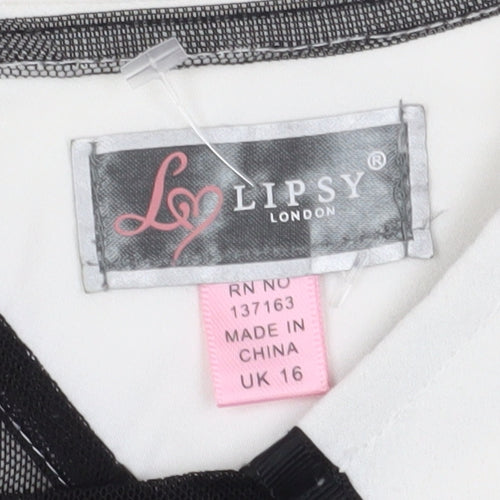 L LIPSY®
LONDON
RN NO
137163
MADE IN
CHINA
UK 16